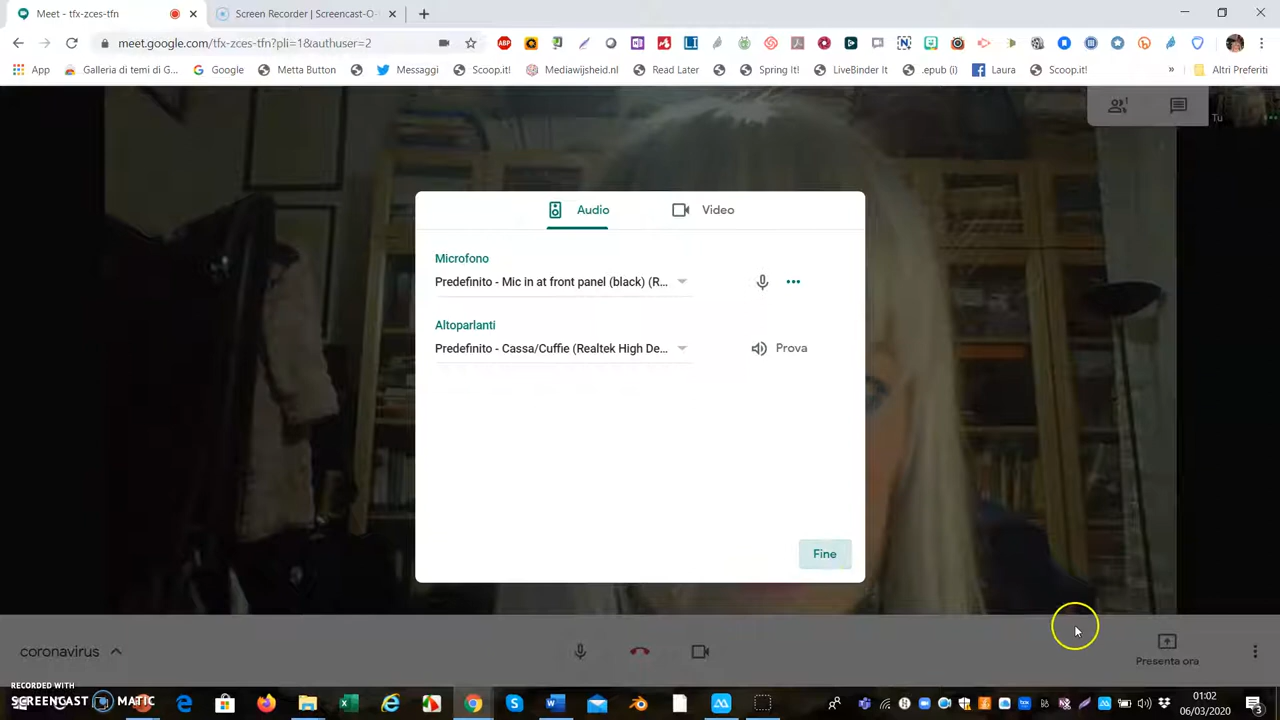 Meet - tfx-zces-tfn
Screen Recorder | Screencast-O-
meet.google.com/tfx-zces-tfn?pli=1&authuser=2
App
Galleria di temi di G...
Google
Metta Button
Messaggi
Scoop.it!
Mediawijsheid.nl
Read Later
Spring It!
LiveBinder It
.epub (i)
Laura
Scoop.it!
»
Altri Preferiti
ABP
1
Tu
Audio
Video
Microfono
Predefinito - Mic in at front panel (black) (R...
Altoparlanti
Predefinito - Cassa/Cuffie (Realtek High De...
Prova
Fine
coronavirus
Presenta ora
RECORDED WITH
SCREENCAST MATIC
01:02
06/03/2020
3